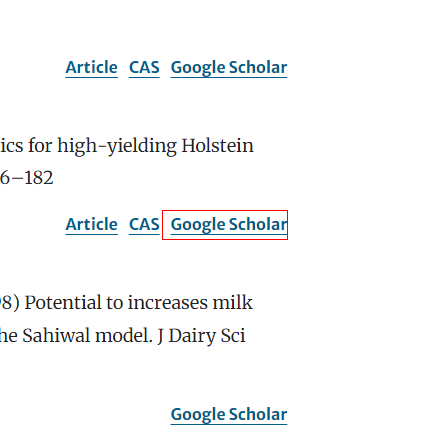 Article CAS Google Scholar
ics for high-yielding Holstein
6–182
Article CAS Google Scholar
8) Potential to increases milk
he Sahiwal model. J Dairy Sci
Google Scholar